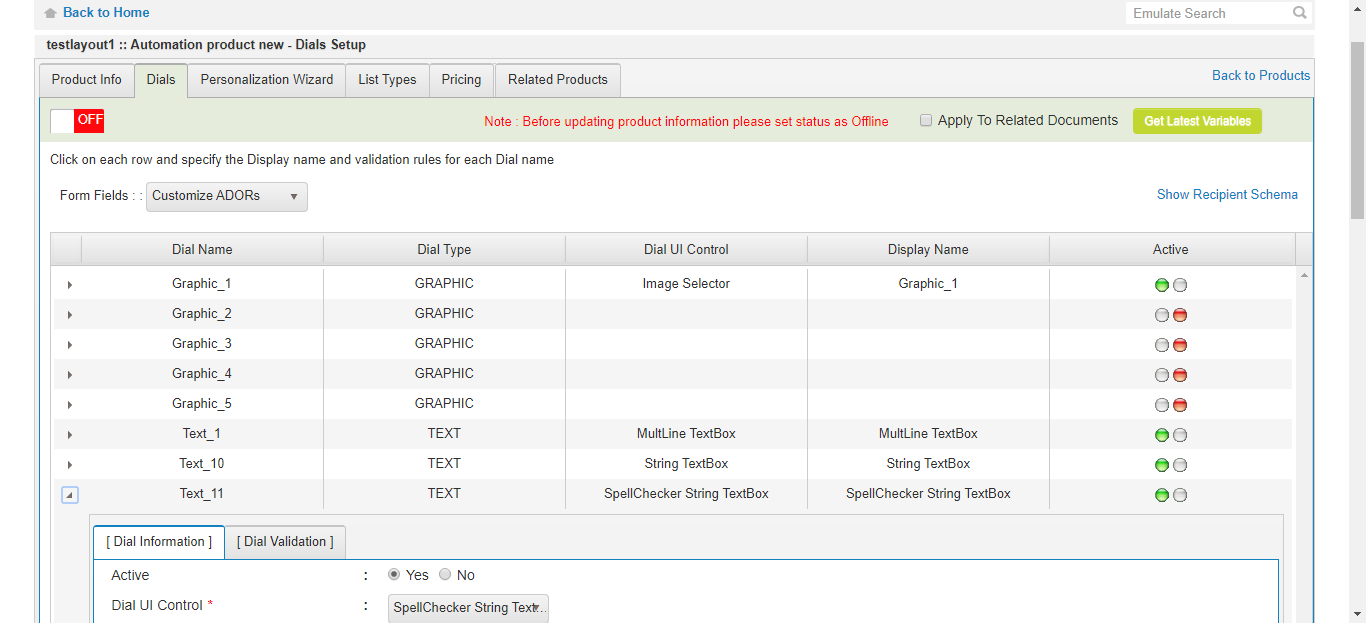 Back to Home
Emulate Search
testlayout1 :: Automation product new - Dials Setup
Product Info Dials Personalization Wizard List Types Pricing Related Products Back to Products
OFF Note : Before updating product information please set status as Offline Apply To Related Documents Get Latest Variables
Click on each row and specify the Display name and validation rules for each Dial name
Form Fields : : Customize ADORs Show Recipient Schema
Dial Name Dial Type Dial UI Control Display Name Active
Graphic_1 GRAPHIC Image Selector Graphic_1
Graphic_2 GRAPHIC
Graphic_3 GRAPHIC
Graphic_4 GRAPHIC
Graphic_5 GRAPHIC
Text_1 TEXT MultLine TextBox MultLine TextBox
Text_10 TEXT String TextBox String TextBox
Text_11 TEXT SpellChecker String TextBox SpellChecker String TextBox
[ Dial Information ] [ Dial Validation ]
Active : Yes No
Dial UI Control * : SpellChecker String Text...